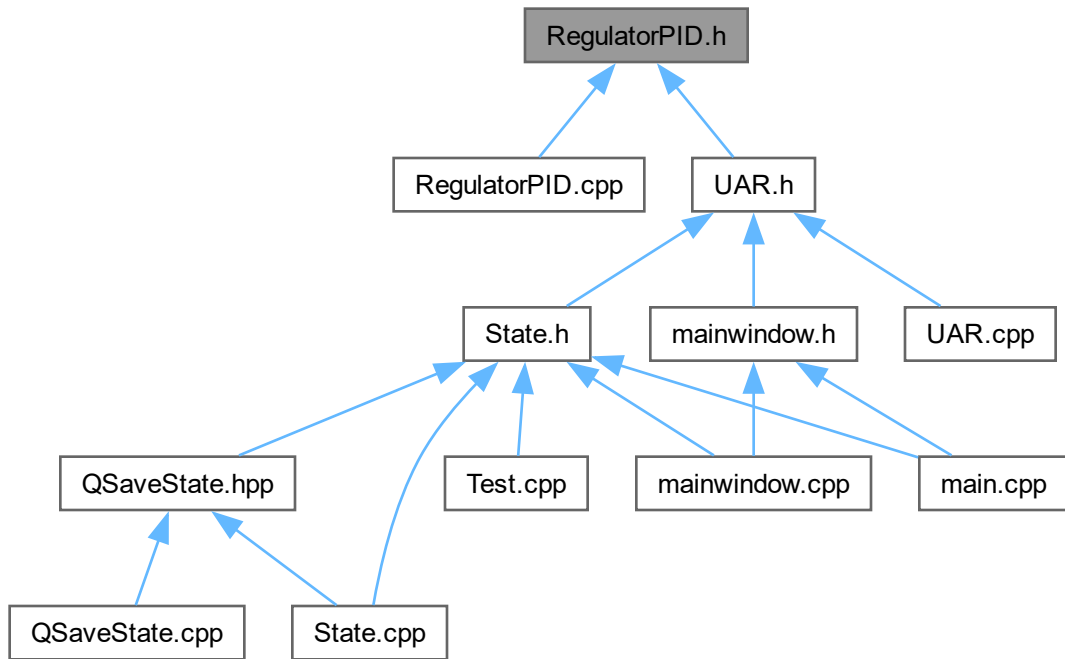 RegulatorPID.h
RegulatorPID.cpp
UAR.h
State.h
mainwindow.h
UAR.cpp
QSaveState.hpp
Test.cpp
mainwindow.cpp
main.cpp
QSaveState.cpp
State.cpp